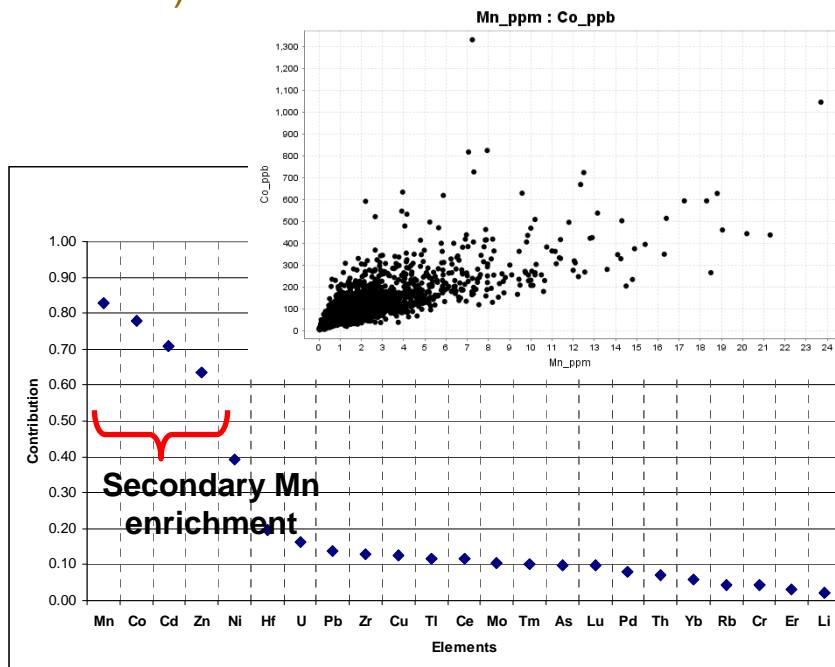 )
Mn_ppm : Co_ppb
1,300
1,200
1,100
1,000
900
800
700
600
500
400
300
200
100
0
Co_ppb
0 1 2 3 4 5 6 7 8 9 10 11 12 13 14 15 16 17 18 19 20 21 22 23 24
Mn_ppm
1.00
0.90
0.80
0.70
0.60
0.50
0.40
0.30
0.20
0.10
0.00
Contribution
Secondary Mn
enrichment
Mn Co Cd Zn Ni Hf U Pb Zr Cu Tl Ce Mo Tm As Lu Pd Th Yb Rb Cr Er Li
Elements